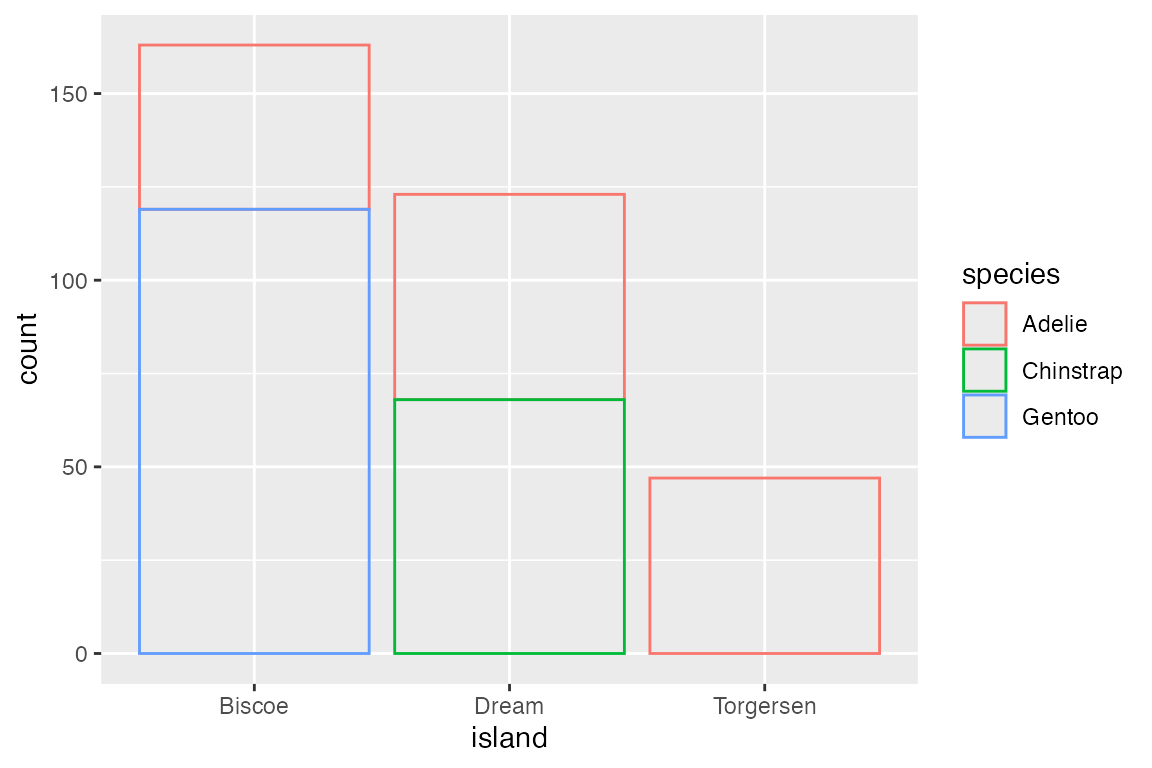 150
100
50
0
count
Biscoe
Dream
Torgersen
island
species
Adelie
Chinstrap
Gentoo